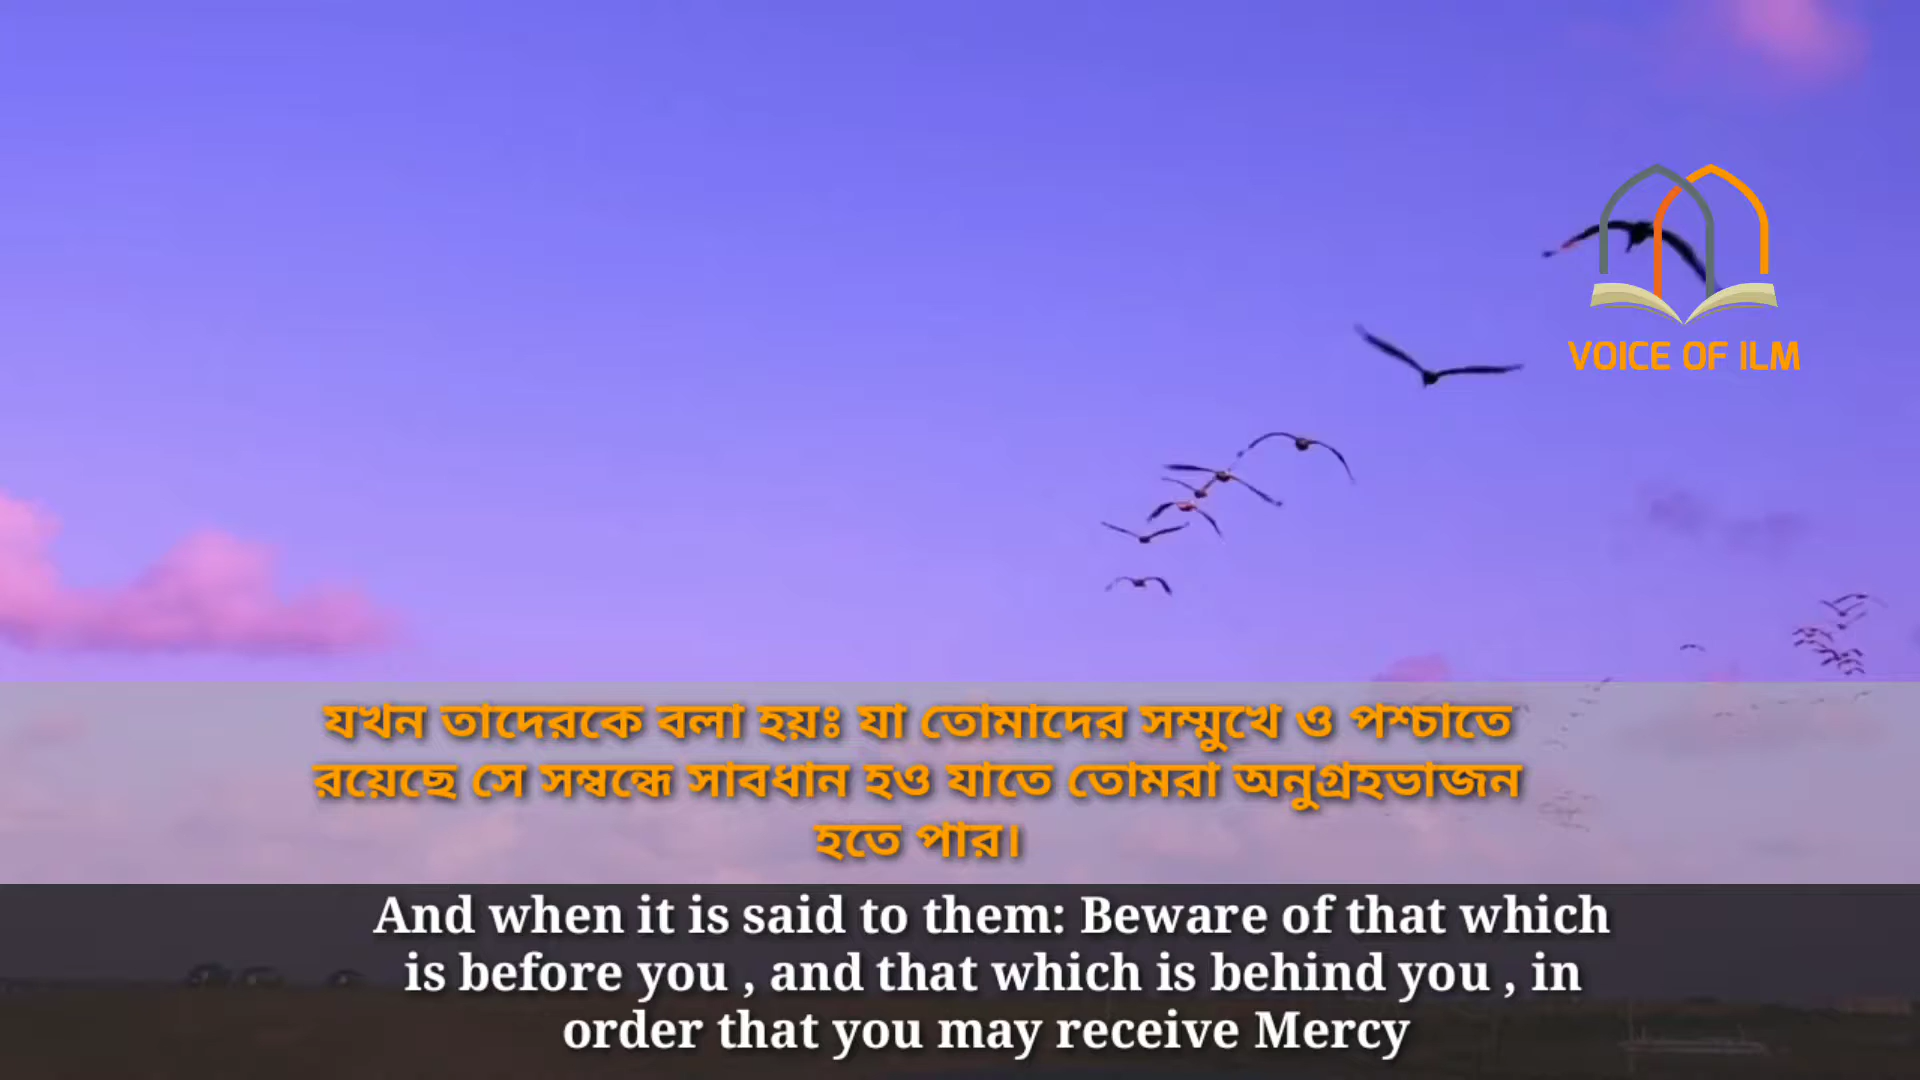 VOICE OF ILM
যখন তাদেরকে বলা হয়ঃ যা তোমাদের সম্মুখে ও পশ্চাতে
রয়েছে সে সম্বন্ধে সাবধান হও যাতে তোমরা অনুগ্রহভাজন
হতে পার।
And when it is said to them: Beware of that which
is before you , and that which is behind you , in
order that you may receive Mercy